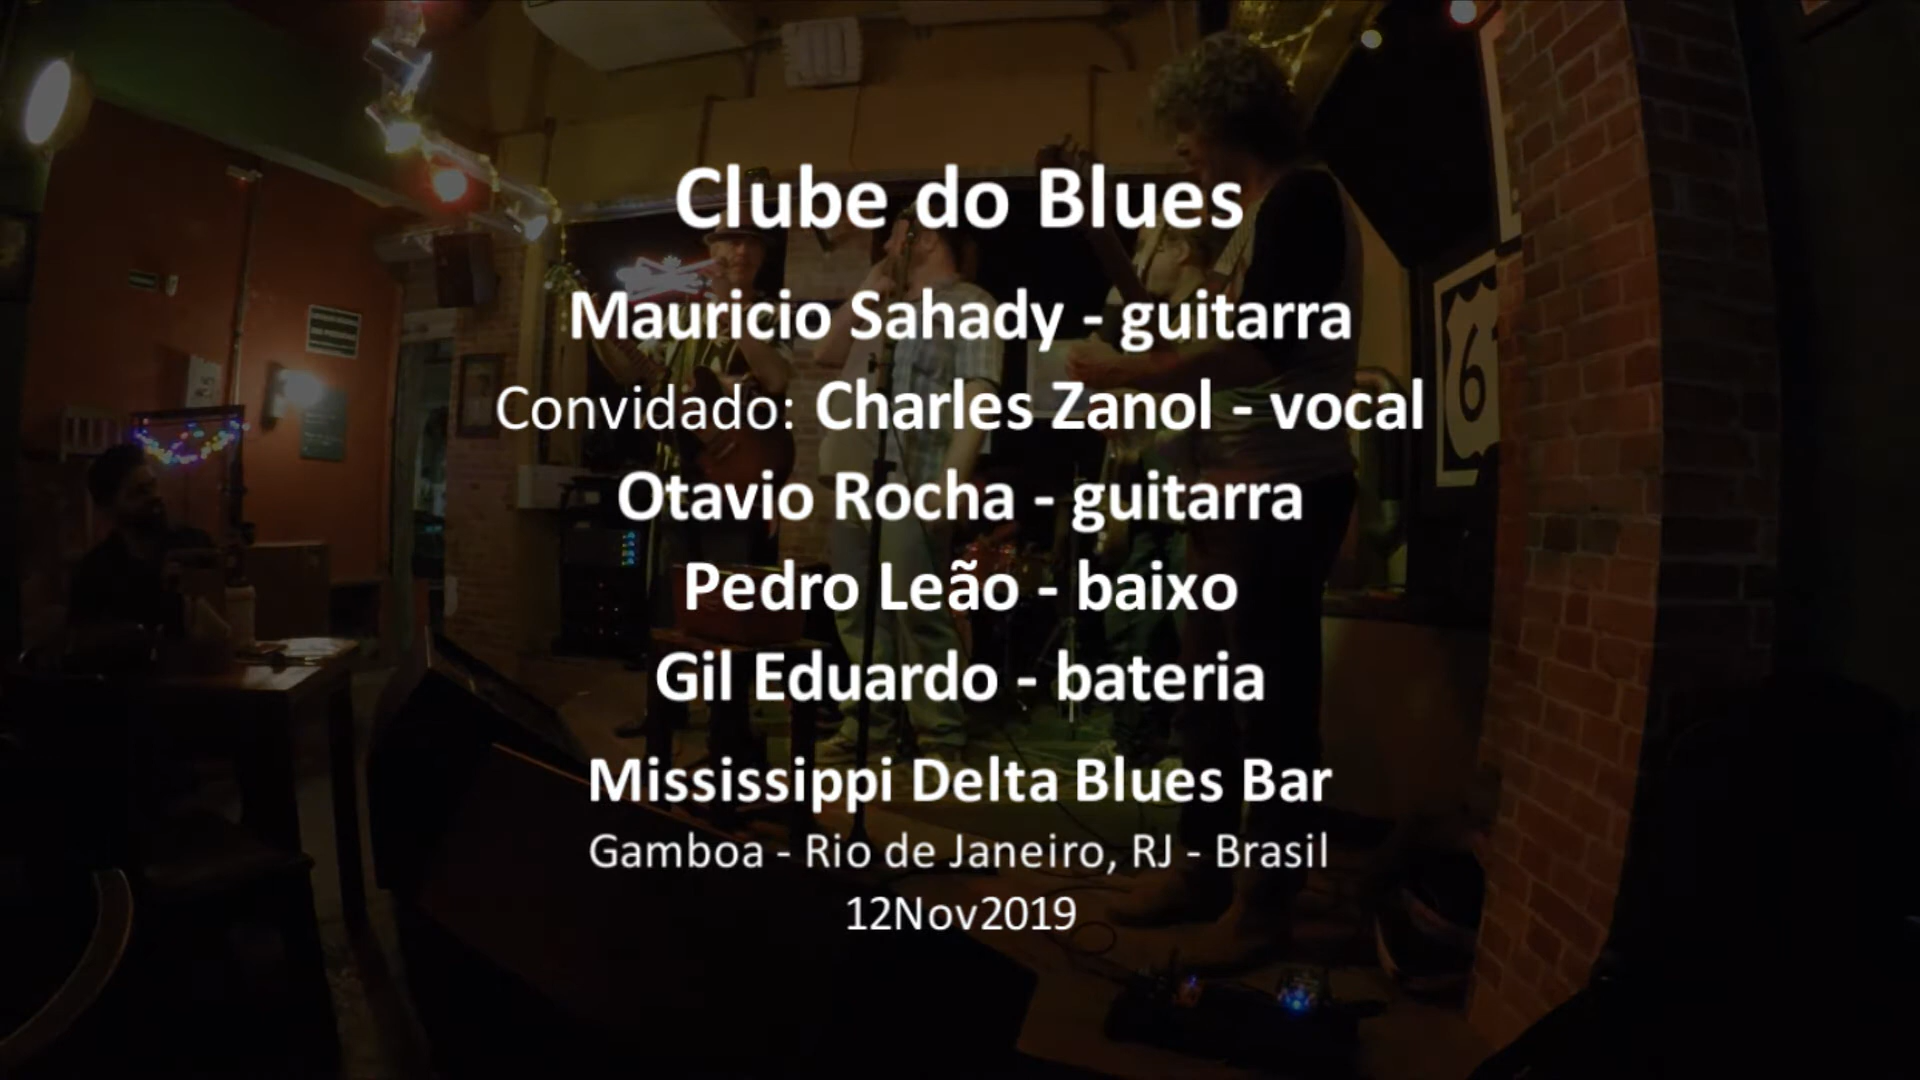 Clube do Blues
Mauricio Sahady - guitarra
Convidado: Charles Zanol - vocal
Otavio Rocha - guitarra
Pedro Leão - baixo
Gil Eduardo - bateria
Mississippi Delta Blues Bar
Gamboa - Rio de Janeiro, RJ - Brasil
12Nov2019
6